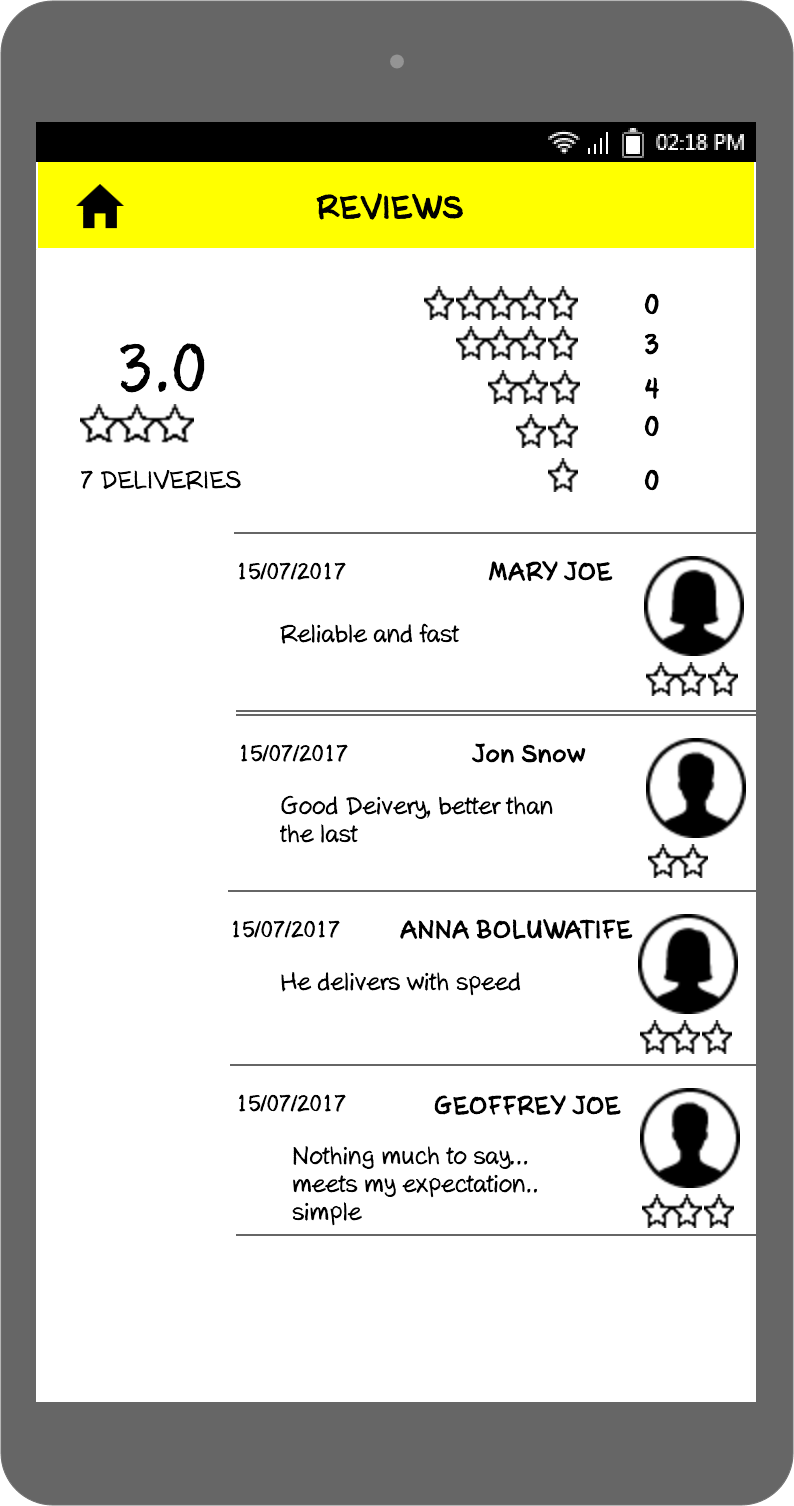 02:18 PM
REVIEWS
0
3
3.0
4
0
7 DELIVERIES
0
15/07/2017 MARY JOE
Reliable and fast
15/07/2017 Jon Snow
Good Deivery, better than
the last
15/07/2017 ANNA BOLUWATIFE
He delivers with speed
15/07/2017 GEOFFREY JOE
Nothing much to say...
meets my expectation..
simple